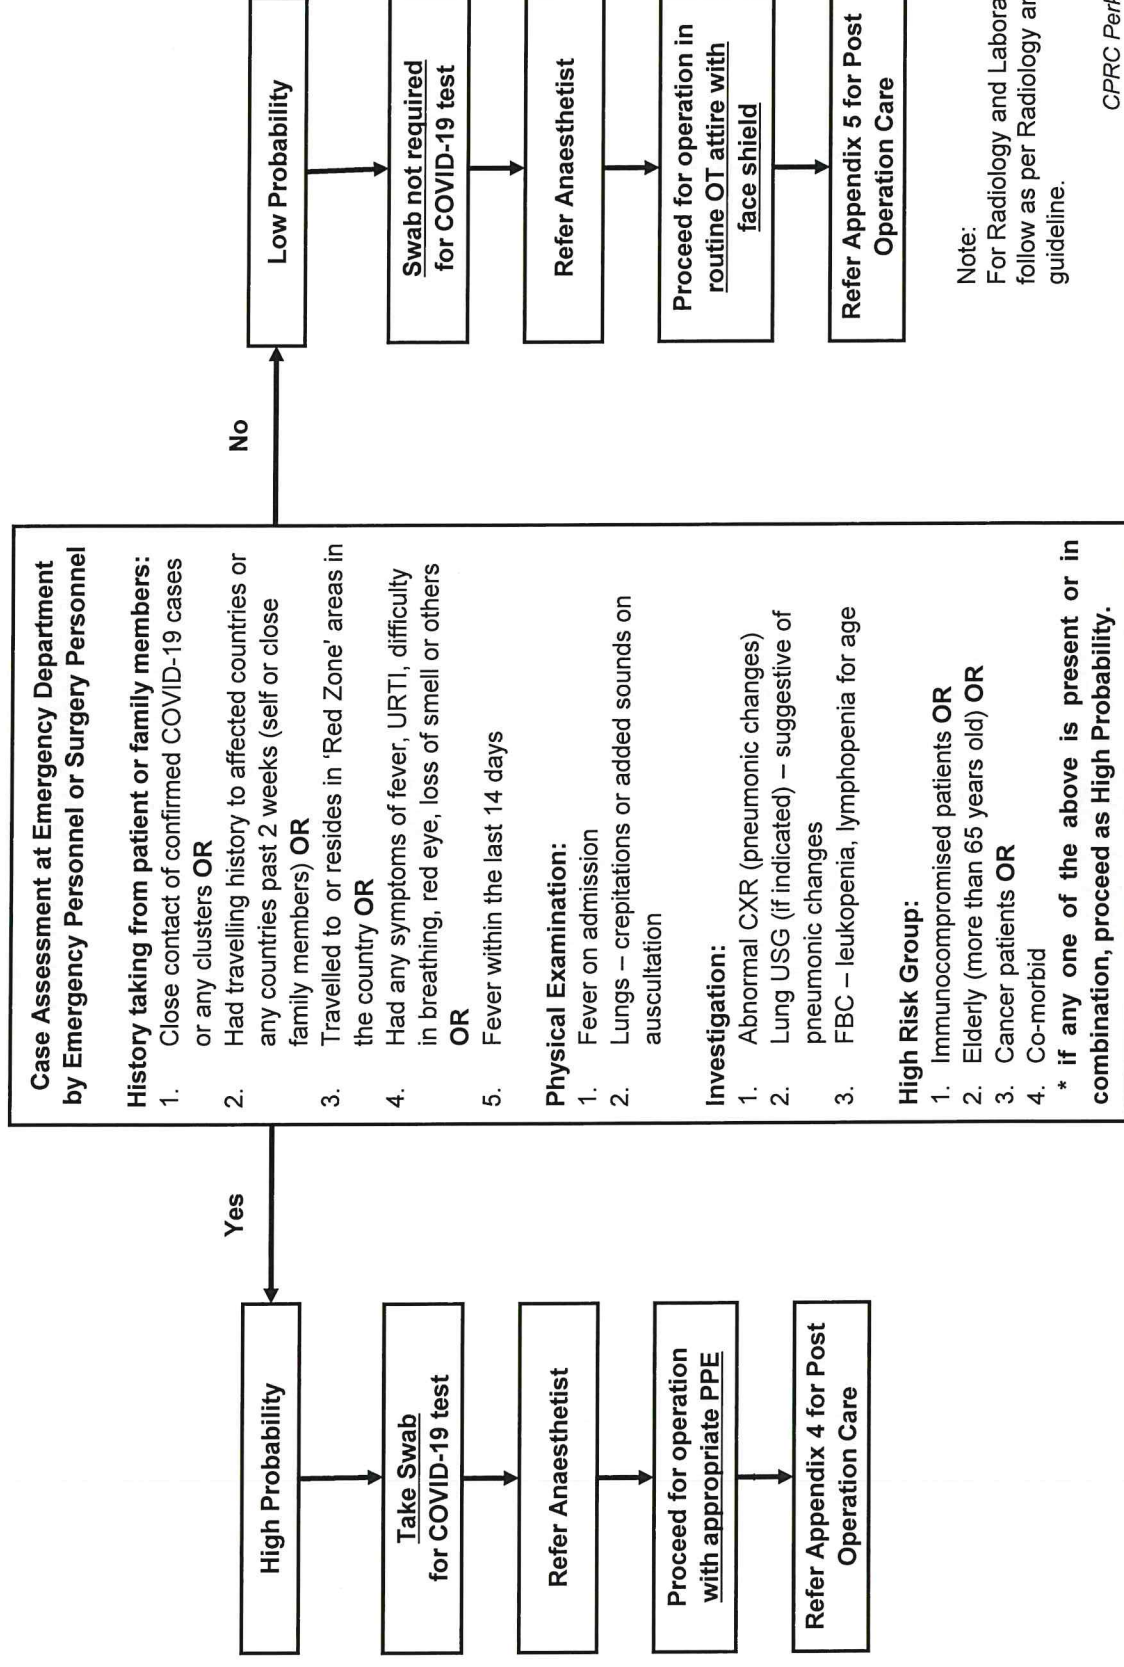 Case Assessment at Emergency Department
by Emergency Personnel or Surgery Personnel
History taking from patient or family members:
1. Close contact of confirmed COVID-19 cases
or any clusters OR
2. Had travelling history to affected countries or
any countries past 2 weeks (self or close
family members) OR
3. Travelled to or resides in 'Red Zone' areas in
the country OR
4. Had any symptoms of fever, URTI, difficulty
in breathing, red eye, loss of smell or others
OR
5. Fever within the last 14 days
Physical Examination:
1. Fever on admission
2. Lungs – crepitations or added sounds on
auscultation
Investigation:
1. Abnormal CXR (pneumonic changes)
2. Lung USG (if indicated) – suggestive of
pneumonic changes
3. FBC – leukopenia, lymphopenia for age
High Risk Group:
1. Immunocompromised patients OR
2. Elderly (more than 65 years old) OR
3. Cancer patients OR
4. Co-morbid
* if any one of the above is present or in
combination, proceed as High Probability.
Yes
High Probability
Take Swab
for COVID-19 test
Refer Anaesthetist
Proceed for operation
with appropriate PPE
Refer Appendix 4 for Post
Operation Care
No
Low Probability
Swab not required
for COVID-19 test
Refer Anaesthetist
Proceed for operation in
routine OT attire with
face shield
Refer Appendix 5 for Post
Operation Care
Note:
For Radiology and
follow as per Radiology
guideline.
CPRC